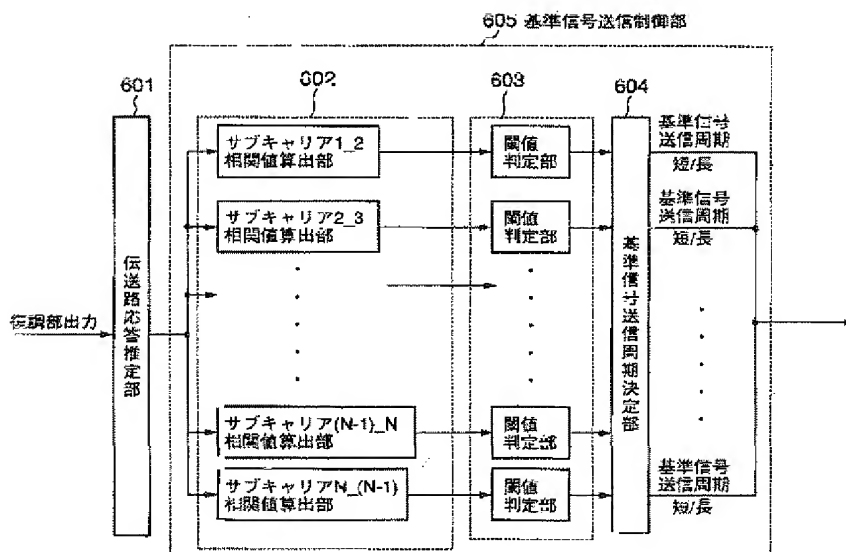 605 基準信号送信制御部
601
602
603
604
復調部出力
伝送路応答推定部
サブキャリア1_2
相関値算出部
閾値
判定部
サブキャリア2_3
相関値算出部
閾値
判定部
サブキャリア(N-1)_N
相関値算出部
閾値
判定部
サブキャリアN_(N-1)
相関値算出部
閾値
判定部
基準信号送信周期決定部
基準信号
送信周期
短/長
基準信号
送信周期
短/長
基準信号
送信周期
短/長